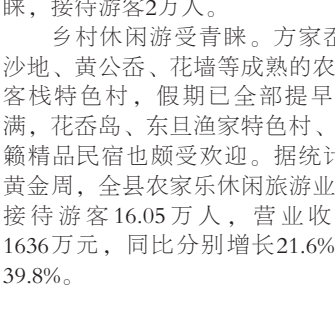 睐，接待游客2万人。
乡村休闲游受青睐。方家岙
沙地、黄公岙、花墙等成熟的农
客栈特色村，假期已全部提早
满，花岙岛、东旦渔家特色村、
籁精品民宿也颇受欢迎。据统计
黄金周，全县农家乐休闲旅游业
接待游客16.05万人，营业收
1636万元，同比分别增长21.6%
39.8%。